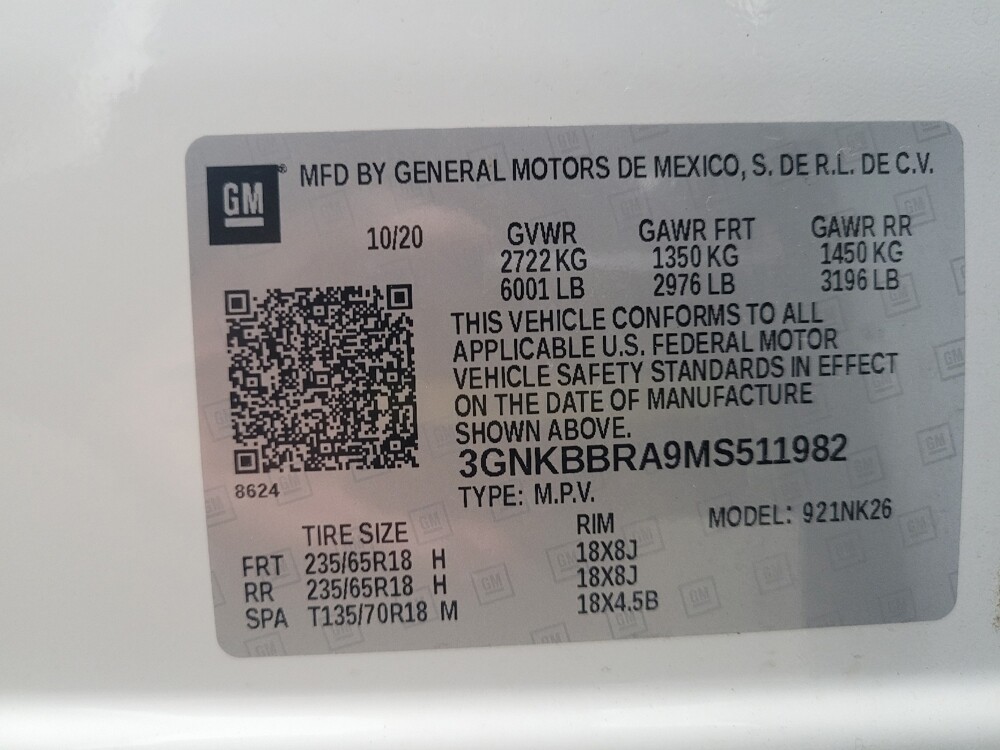 GM ® MFD BY GENERAL MOTORS DE MEXICO, S. DE R.L. DE C.V.
10/20
GVWR GAWR FRT GAWR RR
2722 KG 1350 KG 1450 KG
6001 LB 2976 LB 3196 LB
THIS VEHICLE CONFORMS TO ALL
APPLICABLE U.S. FEDERAL MOTOR
VEHICLE SAFETY STANDARDS IN EFFECT
ON THE DATE OF MANUFACTURE
SHOWN ABOVE.
3GNKBBRA9MS511982
8624
TYPE: M.P.V.
MODEL: 921NK26
TIRE SIZE RIM
FRT 235/65R18 H 18X8J
RR 235/65R18 H 18X8J
SPA T135/70R18 M 18X4.5B